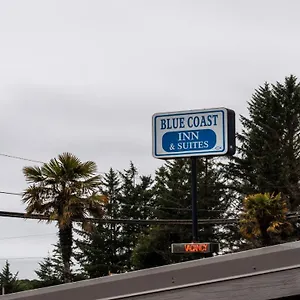 BLUE COAST
INN
& SUITES
VACANCY